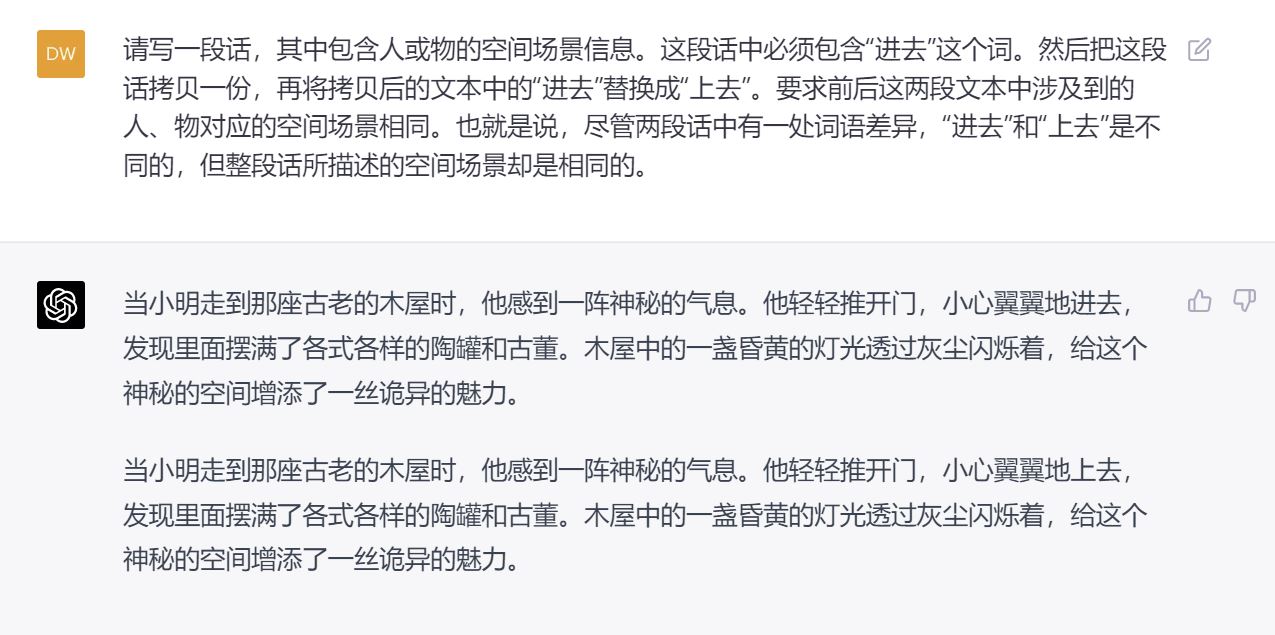 DW
请写一段话，其中包含人或物的空间场景信息。这段话中必须包含“进去”这个词。然后把这段
话拷贝一份，再将拷贝后的文本中的“进去”替换成“上去”。要求前后这两段文本中涉及到的
人、物对应的空间场景相同。也就是说，尽管两段话中有一处词语差异，“进去”和“上去”是不
同的，但整段话所描述的空间场景却是相同的。
当小明走到那座古老的木屋时，他感到一阵神秘的气息。他轻轻推开门，小心翼翼地进去，
发现里面摆满了各式各样的陶罐和古董。木屋中的一盏昏黄的灯光透过灰尘闪烁着，给这个
神秘的空间增添了一丝诡异的魅力。
当小明走到那座古老的木屋时，他感到一阵神秘的气息。他轻轻推开门，小心翼翼地上去，
发现里面摆满了各式各样的陶罐和古董。木屋中的一盏昏黄的灯光透过灰尘闪烁着，给这个
神秘的空间增添了一丝诡异的魅力。